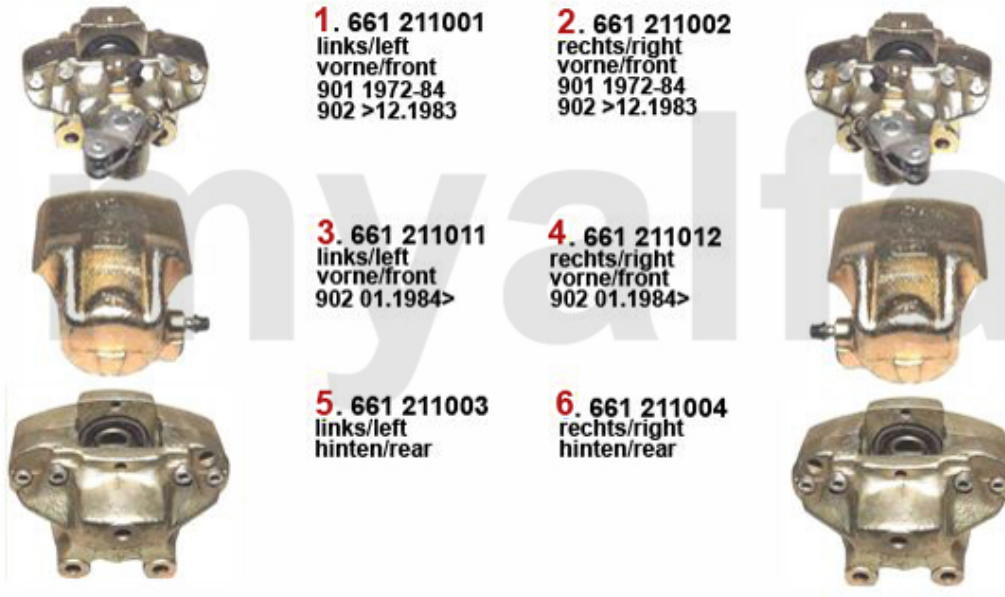 1. 661 211001
links/left
vorne/front
901 1972-84
902 >12.1983
2. 661 211002
rechts/right
vorne/front
901 1972-84
902 >12.1983
3. 661 211011
links/left
vorne/front
902 01.1984>
4. 661 211012
rechts/right
vorne/front
902 01.1984>
5. 661 211003
links/left
hinten/rear
6. 661 211004
rechts/right
hinten/rear
myalfa